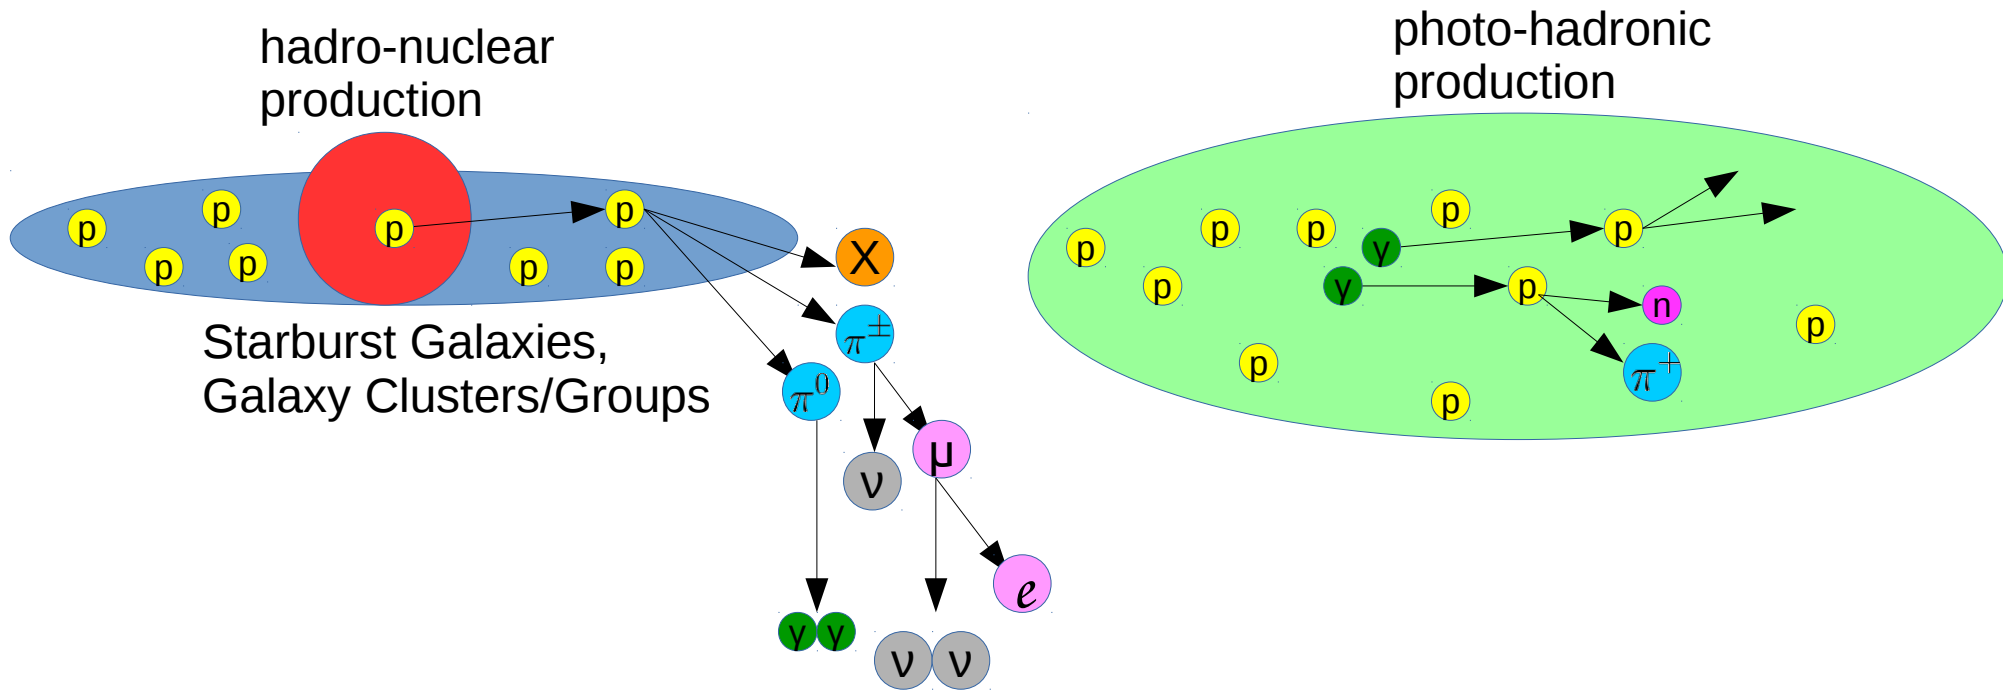 hadro-nuclear
production
p
p
p
p
p
p
p
p
X
π±
π0
ν
μ
e
γ γ
ν ν
Starburst Galaxies,
Galaxy Clusters/Groups
photo-hadronic
production
p
p
p
p
p
p
γ
γ
p
n
π+
p
p
p